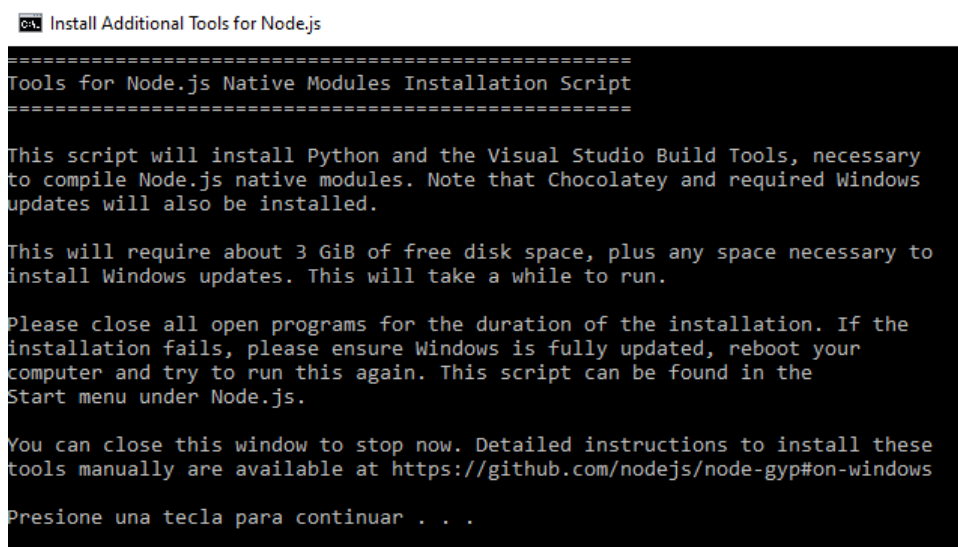 C:\. Install Additional Tools for Node.js
====================================================
Tools for Node.js Native Modules Installation Script
====================================================
This script will install Python and the Visual Studio Build Tools, necessary
to compile Node.js native modules. Note that Chocolatey and required Windows
updates will also be installed.
This will require about 3 GiB of free disk space, plus any space necessary to
install Windows updates. This will take a while to run.
Please close all open programs for the duration of the installation. If the
installation fails, please ensure Windows is fully updated, reboot your
computer and try to run this again. This script can be found in the
Start menu under Node.js.
You can close this window to stop now. Detailed instructions to install these
tools manually are available at https://github.com/nodejs/node-gyp#on-windows
Presione una tecla para continuar . . .